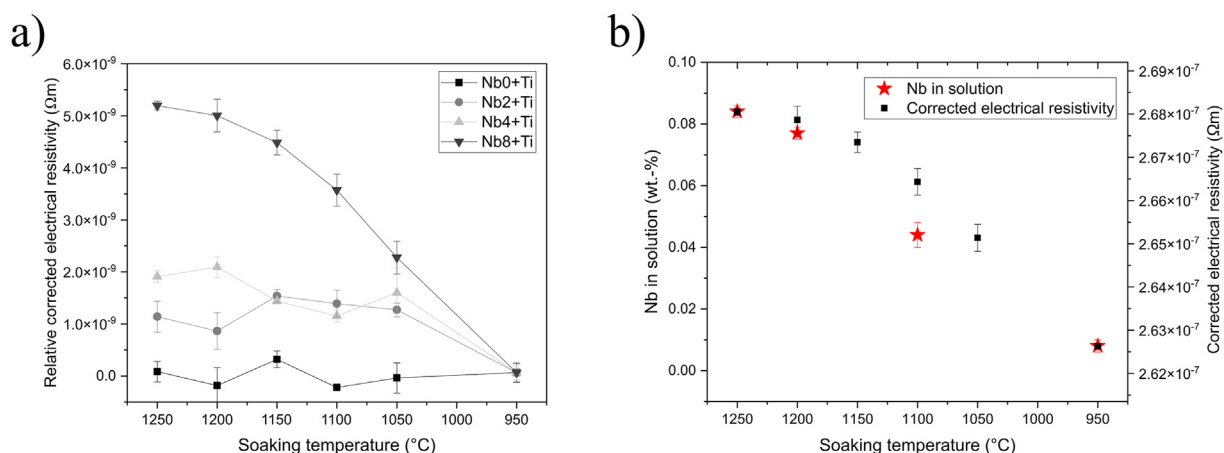 a)
Relative corrected electrical resistivity (Ωm)
6.0×10⁻⁹
5.0×10⁻⁹
4.0×10⁻⁹
3.0×10⁻⁹
2.0×10⁻⁹
1.0×10⁻⁹
0.0
Nb0+Ti
Nb2+Ti
Nb4+Ti
Nb8+Ti
1250 1200 1150 1100 1050 1000 950
Soaking temperature (°C)
b)
Nb in solution (wt.-%)
0.10
0.08
0.06
0.04
0.02
0.00
Nb in solution
Corrected electrical resistivity
2.69×10⁻⁷
2.68×10⁻⁷
2.67×10⁻⁷
2.66×10⁻⁷
2.65×10⁻⁷
2.64×10⁻⁷
2.63×10⁻⁷
2.62×10⁻⁷
Corrected electrical resistivity (Ωm)
1250 1200 1150 1100 1050 1000 950
Soaking temperature (°C)